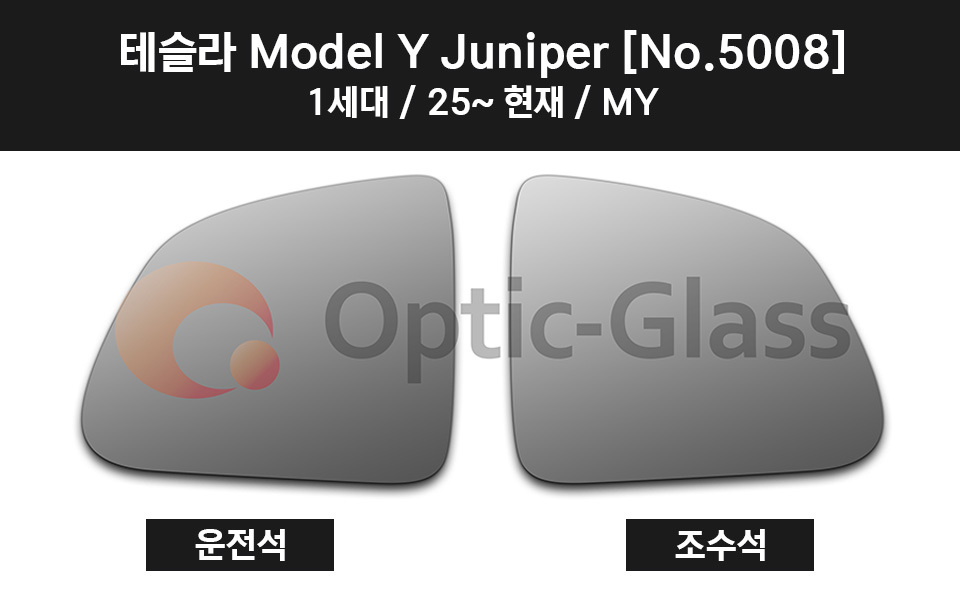 테슬라 Model Y Juniper [No.5008]
1세대 / 25~ 현재 / MY
Optic-Glass
운전석
조수석